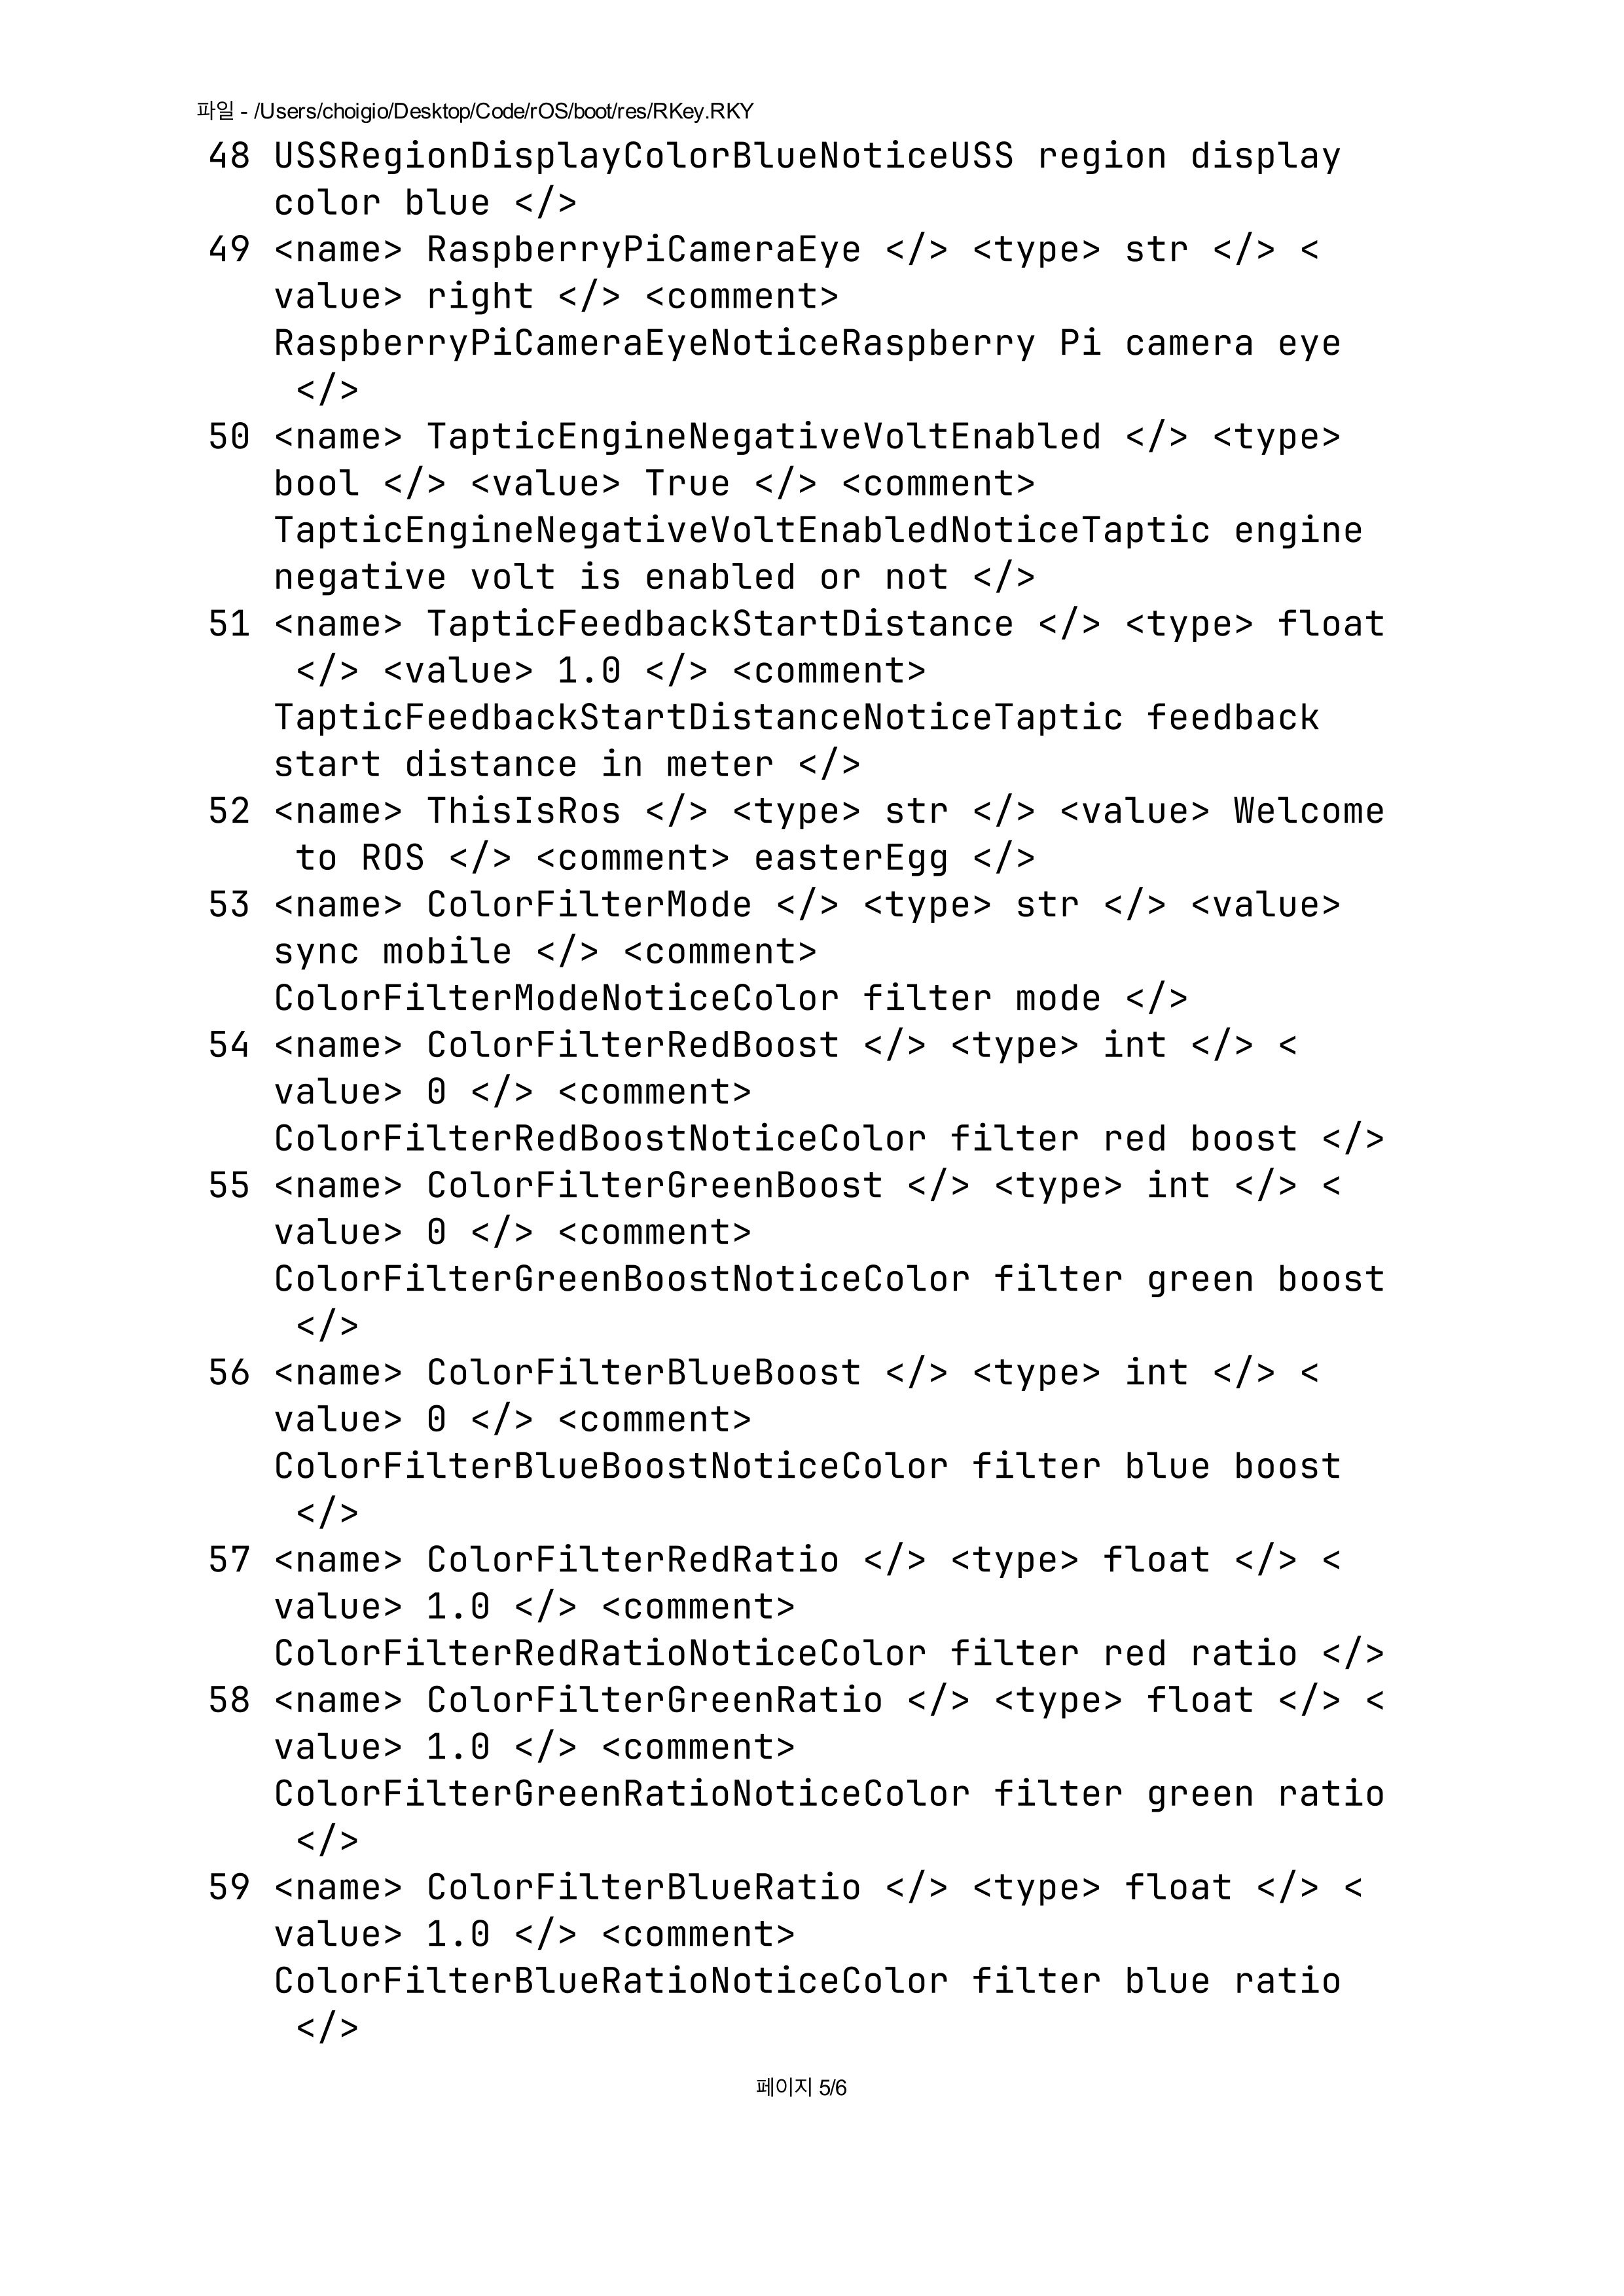 파일 - /Users/choigio/Desktop/Code/rOS/boot/res/RKey.RKY
48 USSRegionDisplayColorBlueNoticeUSS region display
color blue </>
49 <name> RaspberryPiCameraEye </> <type> str </> <
value> right </> <comment>
RaspberryPiCameraEyeNoticeRaspberry Pi camera eye
</>
50 <name> TapticEngineNegativeVoltEnabled </> <type>
bool </> <value> True </> <comment>
TapticEngineNegativeVoltEnabledNoticeTaptic engine
negative volt is enabled or not </>
51 <name> TapticFeedbackStartDistance </> <type> float
</> <value> 1.0 </> <comment>
TapticFeedbackStartDistanceNoticeTaptic feedback
start distance in meter </>
52 <name> ThisIsRos </> <type> str </> <value> Welcome
to ROS </> <comment> easterEgg </>
53 <name> ColorFilterMode </> <type> str </> <value>
sync mobile </> <comment>
ColorFilterModeNoticeColor filter mode </>
54 <name> ColorFilterRedBoost </> <type> int </> <
value> 0 </> <comment>
ColorFilterRedBoostNoticeColor filter red boost </>
55 <name> ColorFilterGreenBoost </> <type> int </> <
value> 0 </> <comment>
ColorFilterGreenBoostNoticeColor filter green boost
</>
56 <name> ColorFilterBlueBoost </> <type> int </> <
value> 0 </> <comment>
ColorFilterBlueBoostNoticeColor filter blue boost
</>
57 <name> ColorFilterRedRatio </> <type> float </> <
value> 1.0 </> <comment>
ColorFilterRedRatioNoticeColor filter red ratio </>
58 <name> ColorFilterGreenRatio </> <type> float </> <
value> 1.0 </> <comment>
ColorFilterGreenRatioNoticeColor filter green ratio
</>
59 <name> ColorFilterBlueRatio </> <type> float </> <
value> 1.0 </> <comment>
ColorFilterBlueRatioNoticeColor filter blue ratio
</>
페이지 5/6